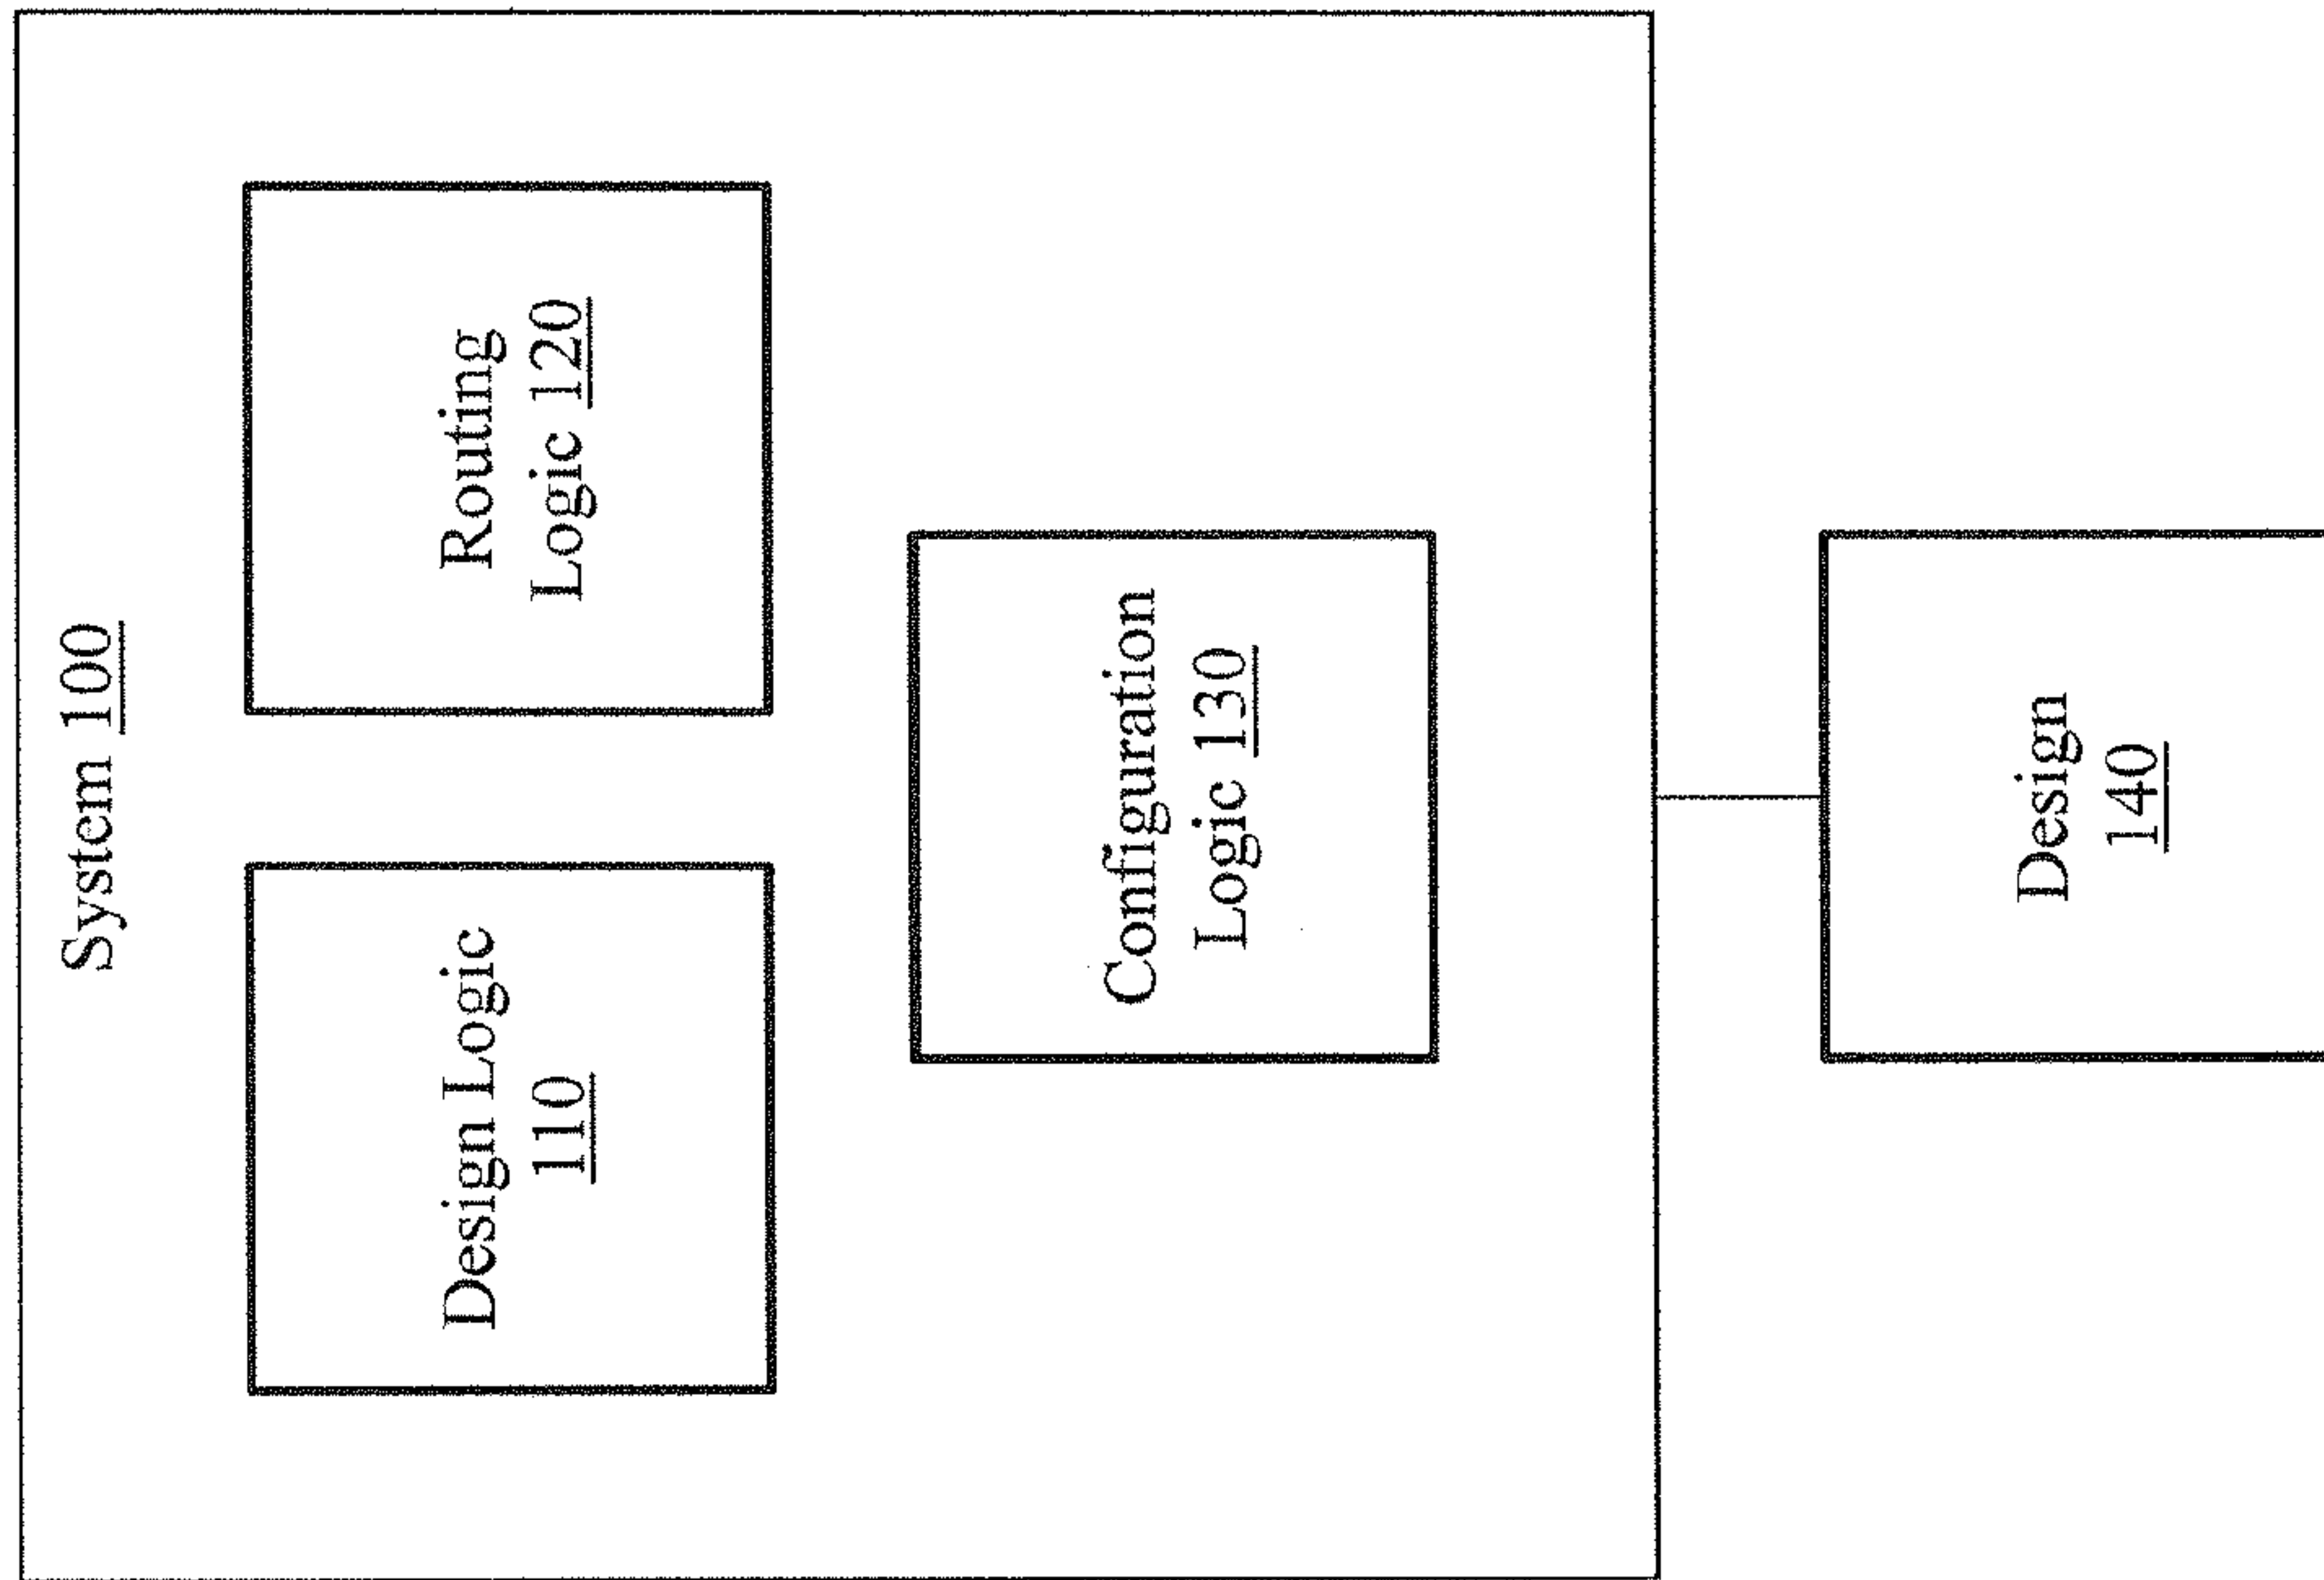 System 100
Design Logic
110
Routing
Logic 120
Configuration
Logic 130
Design
140